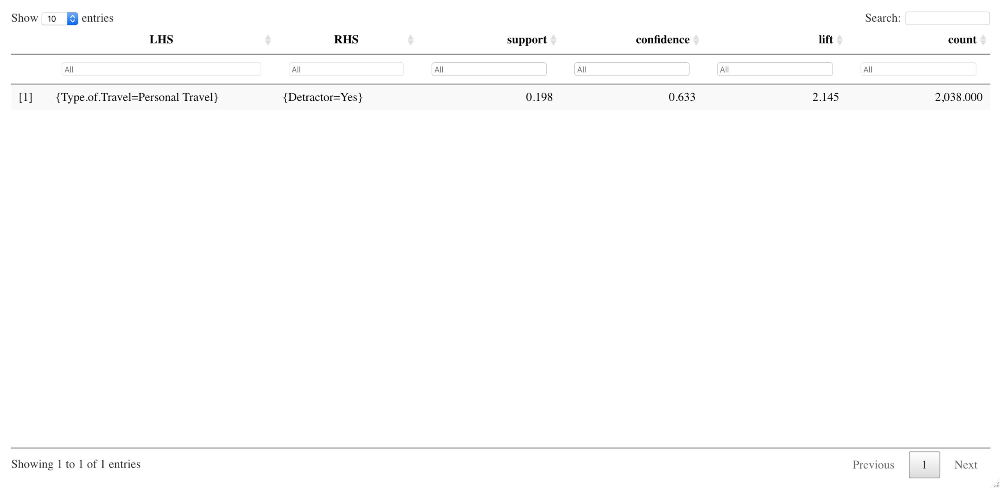 Show 10 entries Search:
LHS RHS support confidence lift count
All All All All All All
[1] {Type.of.Travel=Personal Travel} {Detractor=Yes} 0.198 0.633 2.145 2,038.000
Showing 1 to 1 of 1 entries Previous 1 Next